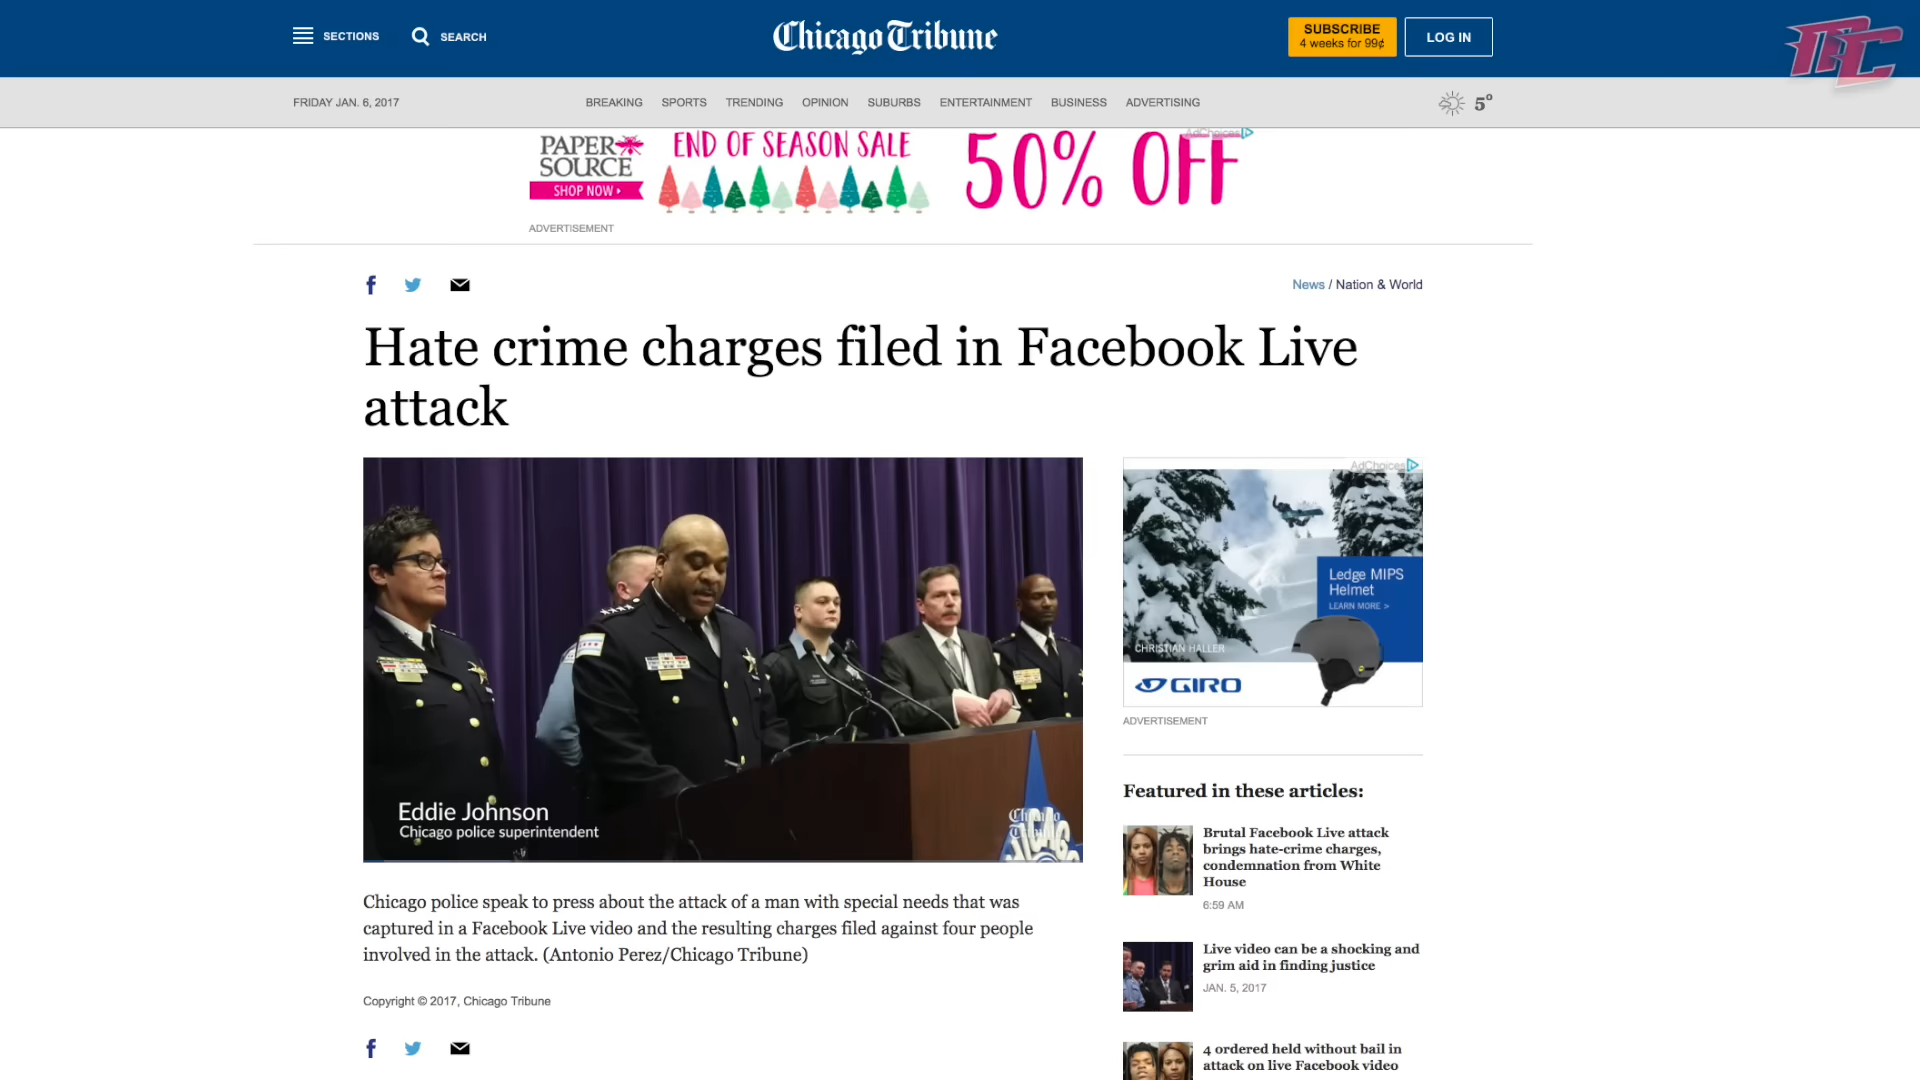 SECTIONS
SEARCH
Chicago Tribune
SUBSCRIBE
4 weeks for 99¢
LOG IN
FRIDAY JAN. 6, 2017
BREAKING SPORTS TRENDING OPINION SUBURBS ENTERTAINMENT BUSINESS ADVERTISING
5°
PAPER
SOURCE
SHOP NOW
END OF SEASON SALE
50% OFF
AdChoices
ADVERTISEMENT
News / Nation & World
Hate crime charges filed in Facebook Live
attack
Eddie Johnson
Chicago police superintendent
Chicago
Tribune
AdChoices
Ledge MIPS
Helmet
LEARN MORE >
CHRISTIAN HALLER
GIRO
ADVERTISEMENT
Chicago police speak to press about the attack of a man with special needs that was
captured in a Facebook Live video and the resulting charges filed against four people
involved in the attack. (Antonio Perez/Chicago Tribune)
Copyright © 2017, Chicago Tribune
Featured in these articles:
Brutal Facebook Live attack
brings hate-crime charges,
condemnation from White
House
6:59 AM
Live video can be a shocking and
grim aid in finding justice
JAN. 5, 2017
4 ordered held without bail in
attack on live Facebook video